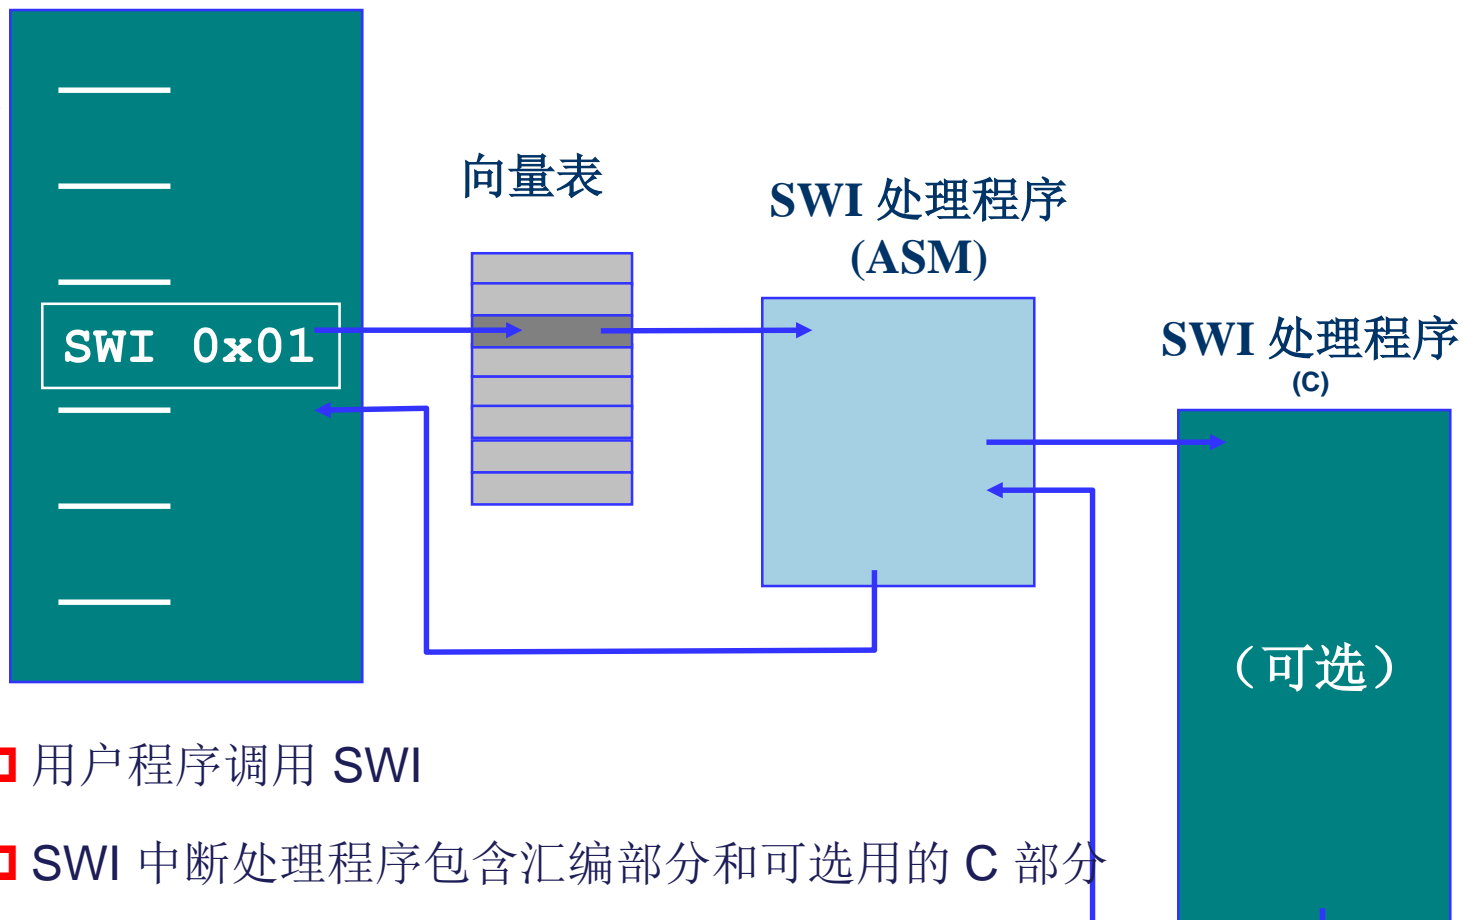 向量表
SWI 处理程序
(ASM)
SWI 处理程序
(C)
SWI 0x01
（可选）
用户程序调用 SWI
SWI 中断处理程序包含汇编部分和可选用的 C 部分